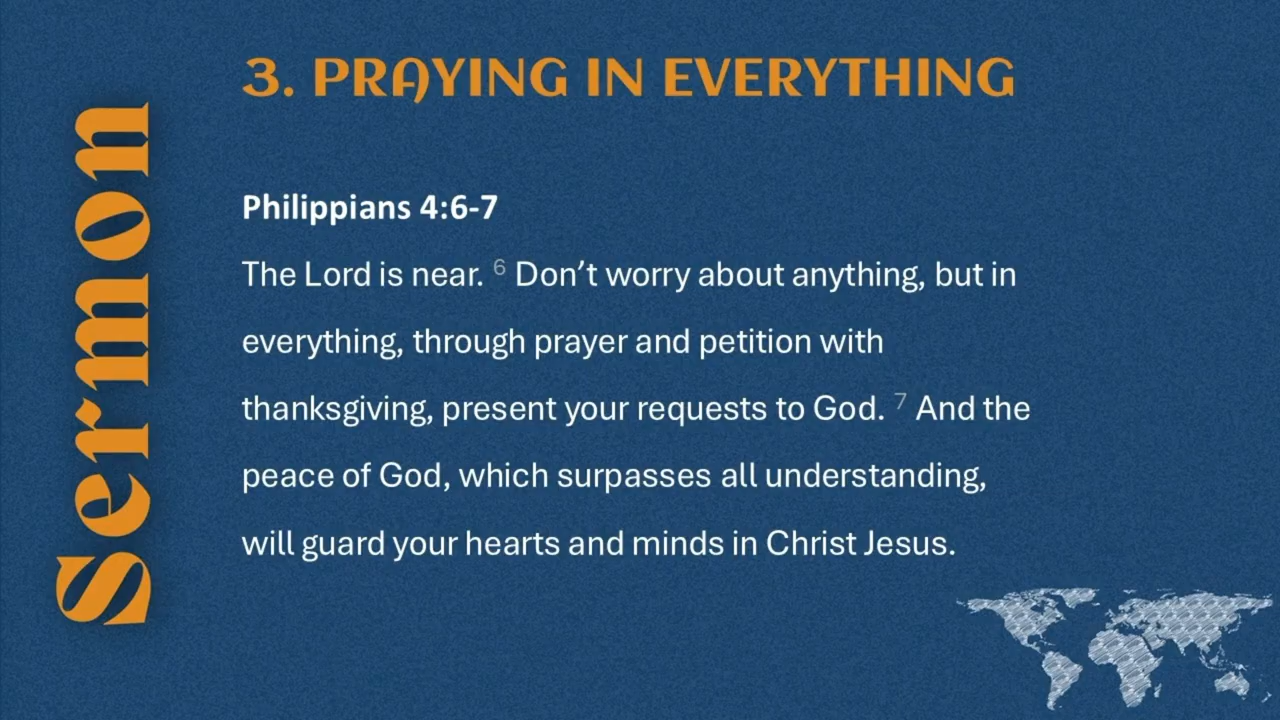 Sermon
3. PRAYING IN EVERYTHING
Philippians 4:6-7
The Lord is near. 6 Don’t worry about anything, but in
everything, through prayer and petition with
thanksgiving, present your requests to God. 7 And the
peace of God, which surpasses all understanding,
will guard your hearts and minds in Christ Jesus.